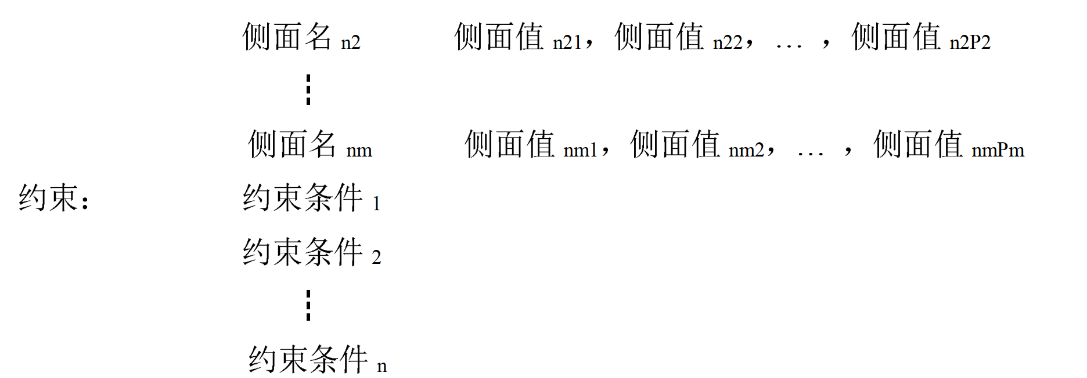 侧面名 n2 侧面值 n21，侧面值 n22，… ，侧面值 n2P2
侧面名 nm 侧面值 nm1，侧面值 nm2，… ，侧面值 nmPm
约束： 约束条件 1
约束条件 2
约束条件 n